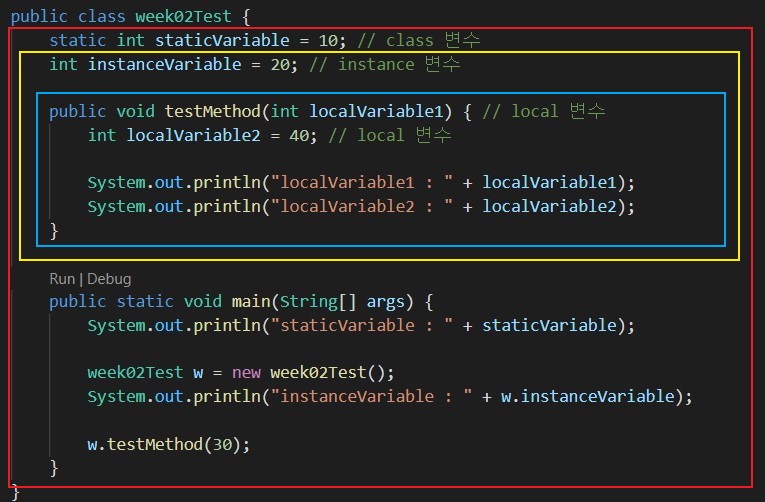 public class week02Test {
static int staticVariable = 10; // class 변수
int instanceVariable = 20; // instance 변수
public void testMethod(int localVariable1) { // local 변수
int localVariable2 = 40; // local 변수
System.out.println("localVariable1 : " + localVariable1);
System.out.println("localVariable2 : " + localVariable2);
}
Run | Debug
public static void main(String[] args) {
System.out.println("staticVariable : " + staticVariable);
week02Test w = new week02Test();
System.out.println("instanceVariable : " + w.instanceVariable);
w.testMethod(30);
}
}